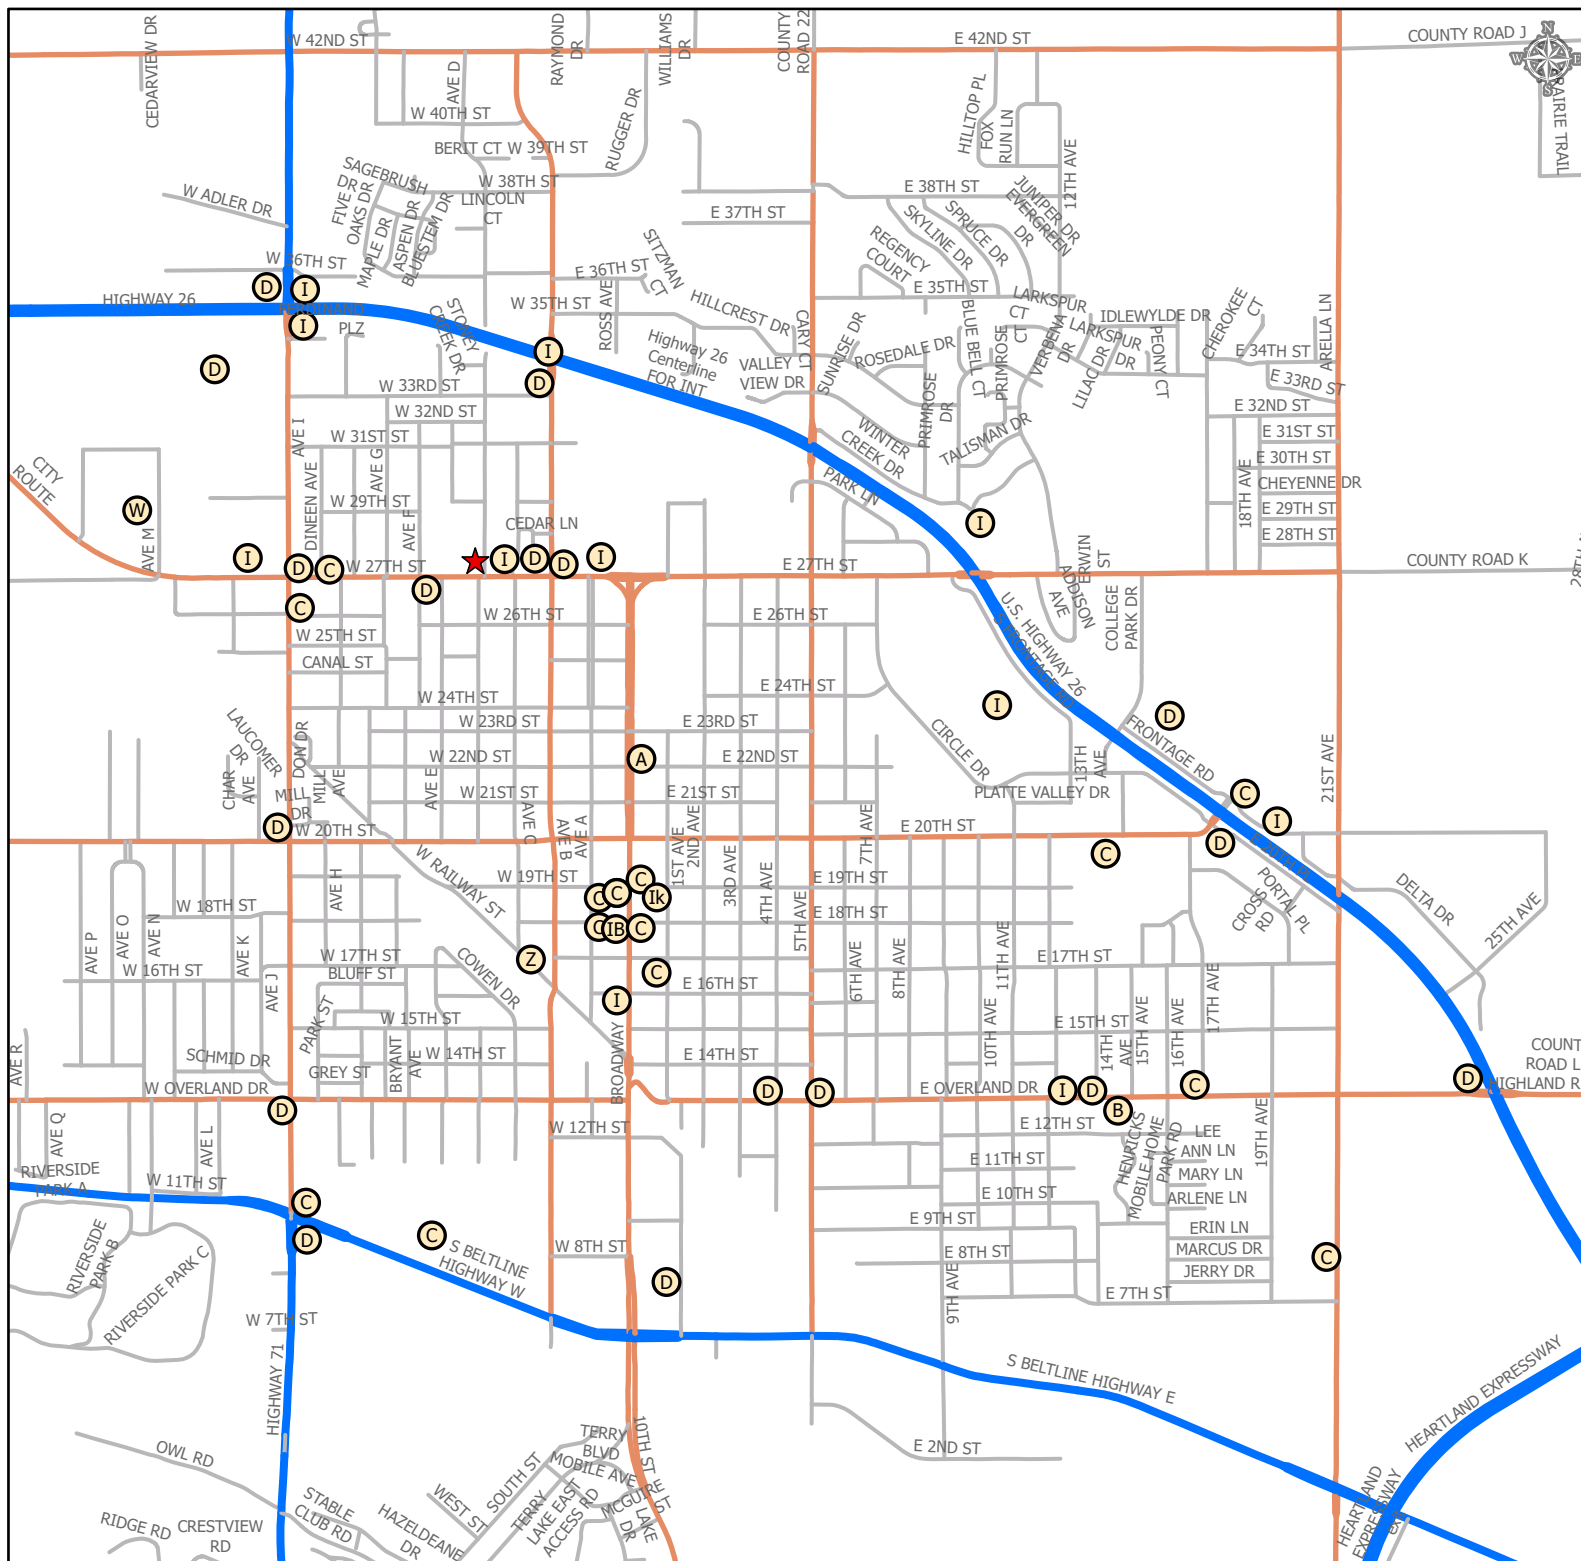 W 42ND ST
CEDARVIEW DR
RAYMOND
DR
WILLIAMS
DR
COUNTY
ROAD 22
E 42ND ST
COUNTY ROAD J
N
W
E
S
PRAIRIE TRAIL
AVE D
W 40TH ST
BERIT CT
W 39TH ST
RUGGER DR
HILLTOP PL
FOX
RUN LN
12TH AVE
SAGEBRUSH
DR
FIVE
OAKS DR
W 38TH ST
LINCOLN
CT
W ADLER DR
MAPLE DR
ASPEN DR
BLUESTEM DR
E 38TH ST
E 37TH ST
SKYLINE DR
SPRUCE DR
JUNIPER DR
EVERGREEN
DR
REGENCY
COURT
W 36TH ST
E 36TH ST
SITZMAN
CT
HIGHWAY 26
D
I
I
PLZ
STONEY
CREEK DR
W 35TH ST
ROSS AVE
HILLCREST DR
CARY CT
E 35TH ST
LARKSPUR
CT
LARKSPUR
DR
IDLEWYLDE DR
CHEROKEE
CT
ARELLA LN
Highway 26
Centerline
FOR INT
VALLEY
VIEW DR
SUNRISE DR
ROSEDALE DR
BLUE BELL CT
PRIMROSE
CT
VERBENA
DR
LILAC DR
PEONY CT
E 34TH ST
E 33RD ST
D
I
D
W 33RD ST
W 32ND ST
W 31ST ST
AVE I
DINEEN AVE
AVE G
AVE F
W 29TH ST
WINTER
CREEK DR
PRIMROSE
DR
TALISMAN DR
PARK LN
E 32ND ST
E 31ST ST
E 30TH ST
CHEYENNE DR
E 29TH ST
E 28TH ST
18TH AVE
CITY
ROUTE
W
AVE M
CEDAR LN
I
I
D
C
W 27TH ST
I
D
D
I
E 27TH ST
ERWIN
ST
ADDISON
AVE
COUNTY ROAD K
D
C
W 26TH ST
E 26TH ST
W 25TH ST
CANAL ST
U.S. HIGHWAY 26
S FRONTAGE RD
COLLEGE
PARK DR
W 24TH ST
E 24TH ST
W 23RD ST
E 23RD ST
W 22ND ST
A
E 22ND ST
CIRCLE DR
I
D
FRONTAGE RD
LAUCOMER
DR
DON DR
CHAR
AVE
MILL
DR
MILL
AVE
AVE E
W 21ST ST
E 21ST ST
13TH
AVE
PLATTE VALLEY DR
21ST AVE
C
I
D
D
W 20TH ST
AVE C
AVE B
AVE A
1ST AVE
2ND AVE
7TH AVE
E 20TH ST
C
W RAILWAY ST
W 19TH ST
C
C
C
Ik
C
IB
C
3RD AVE
4TH AVE
5TH AVE
E 19TH ST
E 18TH ST
CROSS
RD
PORTAL PL
DELTA DR
25TH AVE
W 18TH ST
AVE H
AVE P
AVE O
AVE N
AVE K
AVE J
W 17TH ST
BLUFF ST
W 16TH ST
COWEN DR
Z
C
I
E 16TH ST
6TH AVE
8TH AVE
11TH AVE
E 17TH ST
17TH AVE
PARK ST
W 15TH ST
W 14TH ST
BRYANT
AVE
SCHMID DR
GREY ST
AVE R
W OVERLAND DR
D
BROADWAY
E 14TH ST
E 15TH ST
10TH AVE
14TH
AVE
15TH AVE
16TH AVE
D
D
E OVERLAND DR
I
D
B
C
D
HIGHLAND R
AVE Q
AVE L
W 12TH ST
E 12TH ST
HENRICKS
MOBILE HOME
PARK RD
LEE
ANN LN
MARY LN
ARLENE LN
19TH AVE
RIVERSIDE
PARK A
W 11TH ST
E 11TH ST
E 10TH ST
E 9TH ST
ERIN LN
MARCUS DR
JERRY DR
C
D
C
RIVERSIDE
PARK B
RIVERSIDE PARK C
S BELTLINE
HIGHWAY W
W 8TH ST
D
E 8TH ST
E 7TH ST
C
9TH AVE
W 7TH ST
HIGHWAY 71
S BELTLINE HIGHWAY E
HEARTLAND EXPRESSWAY
OWL RD
TERRY
BLVD
MOBILE AVE
10TH ST
E 2ND ST
SOUTH ST
WEST ST
TERRY
LAKE EAST
ACCESS RD
MCGUIRE
ST
LAKE
DR
STABLE
CLUB RD
HAZELDEANE
DR
RIDGE RD
CRESTVIEW
RD
HEARTLAND
EXPRESSWAY